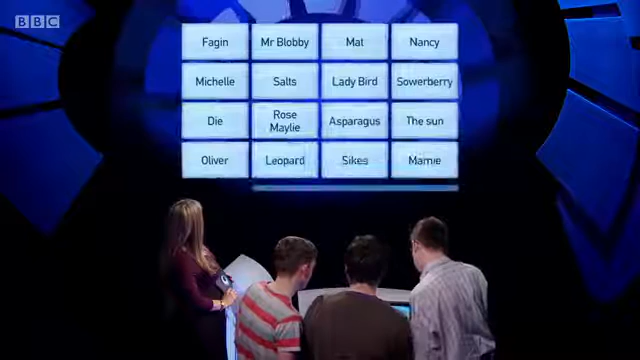 BBC
Fagin
Mr Blobby
Mat
Nancy
Michelle
Salts
Lady Bird
Sowerberry
Die
Rose
Maylie
Asparagus
The sun
Oliver
Leopard
Sikes
Mamie